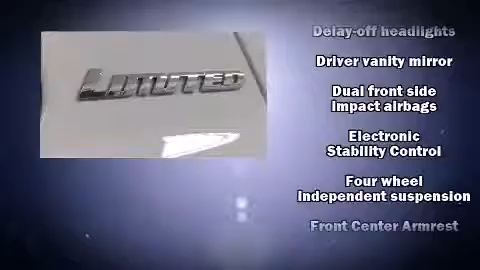 LIMITED
Delay-off headlights
Driver vanity mirror
Dual front side
impact airbags
Electronic
Stability Control
Four wheel
independent suspension
Front Center Armrest